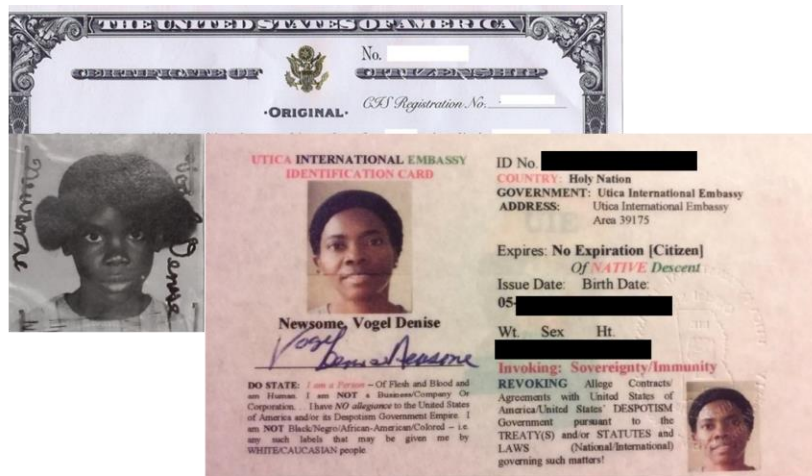 THE UNITED STATES OF AMERICA
No.
CERTIFICATE OF CITIZENSHIP
·ORIGINAL·
CIS Registration No.
Newsome
Vogel Denise
UTICA INTERNATIONAL EMBASSY
IDENTIFICATION CARD
Newsome, Vogel Denise
Vogel Denise Newsome
DO STATE: I am a Person – Of Flesh and Blood and
am Human. I am NOT a Business/Company Or
Corporation. . . I have NO allegiance to the United States
of America and/or its Despotism Government Empire. I
am NOT Black/Negro/African-American/Colored – i.e.
any such labels that may be given me by
WHITE/CAUCASIAN people.
ID No.
COUNTRY: Holy Nation
GOVERNMENT: Utica International Embassy
ADDRESS: Utica International Embassy
Area 39175
Expires: No Expiration [Citizen]
Of NATIVE Descent
Issue Date: Birth Date:
05-
Wt. Sex Ht.
Invoking: Sovereignty/Immunity
REVOKING Allege Contracts/
Agreements with United States of
America/United States' DESPOTISM
Government pursuant to the
TREATY(S) and/or STATUTES and
LAWS (National/International)
governing such matters!